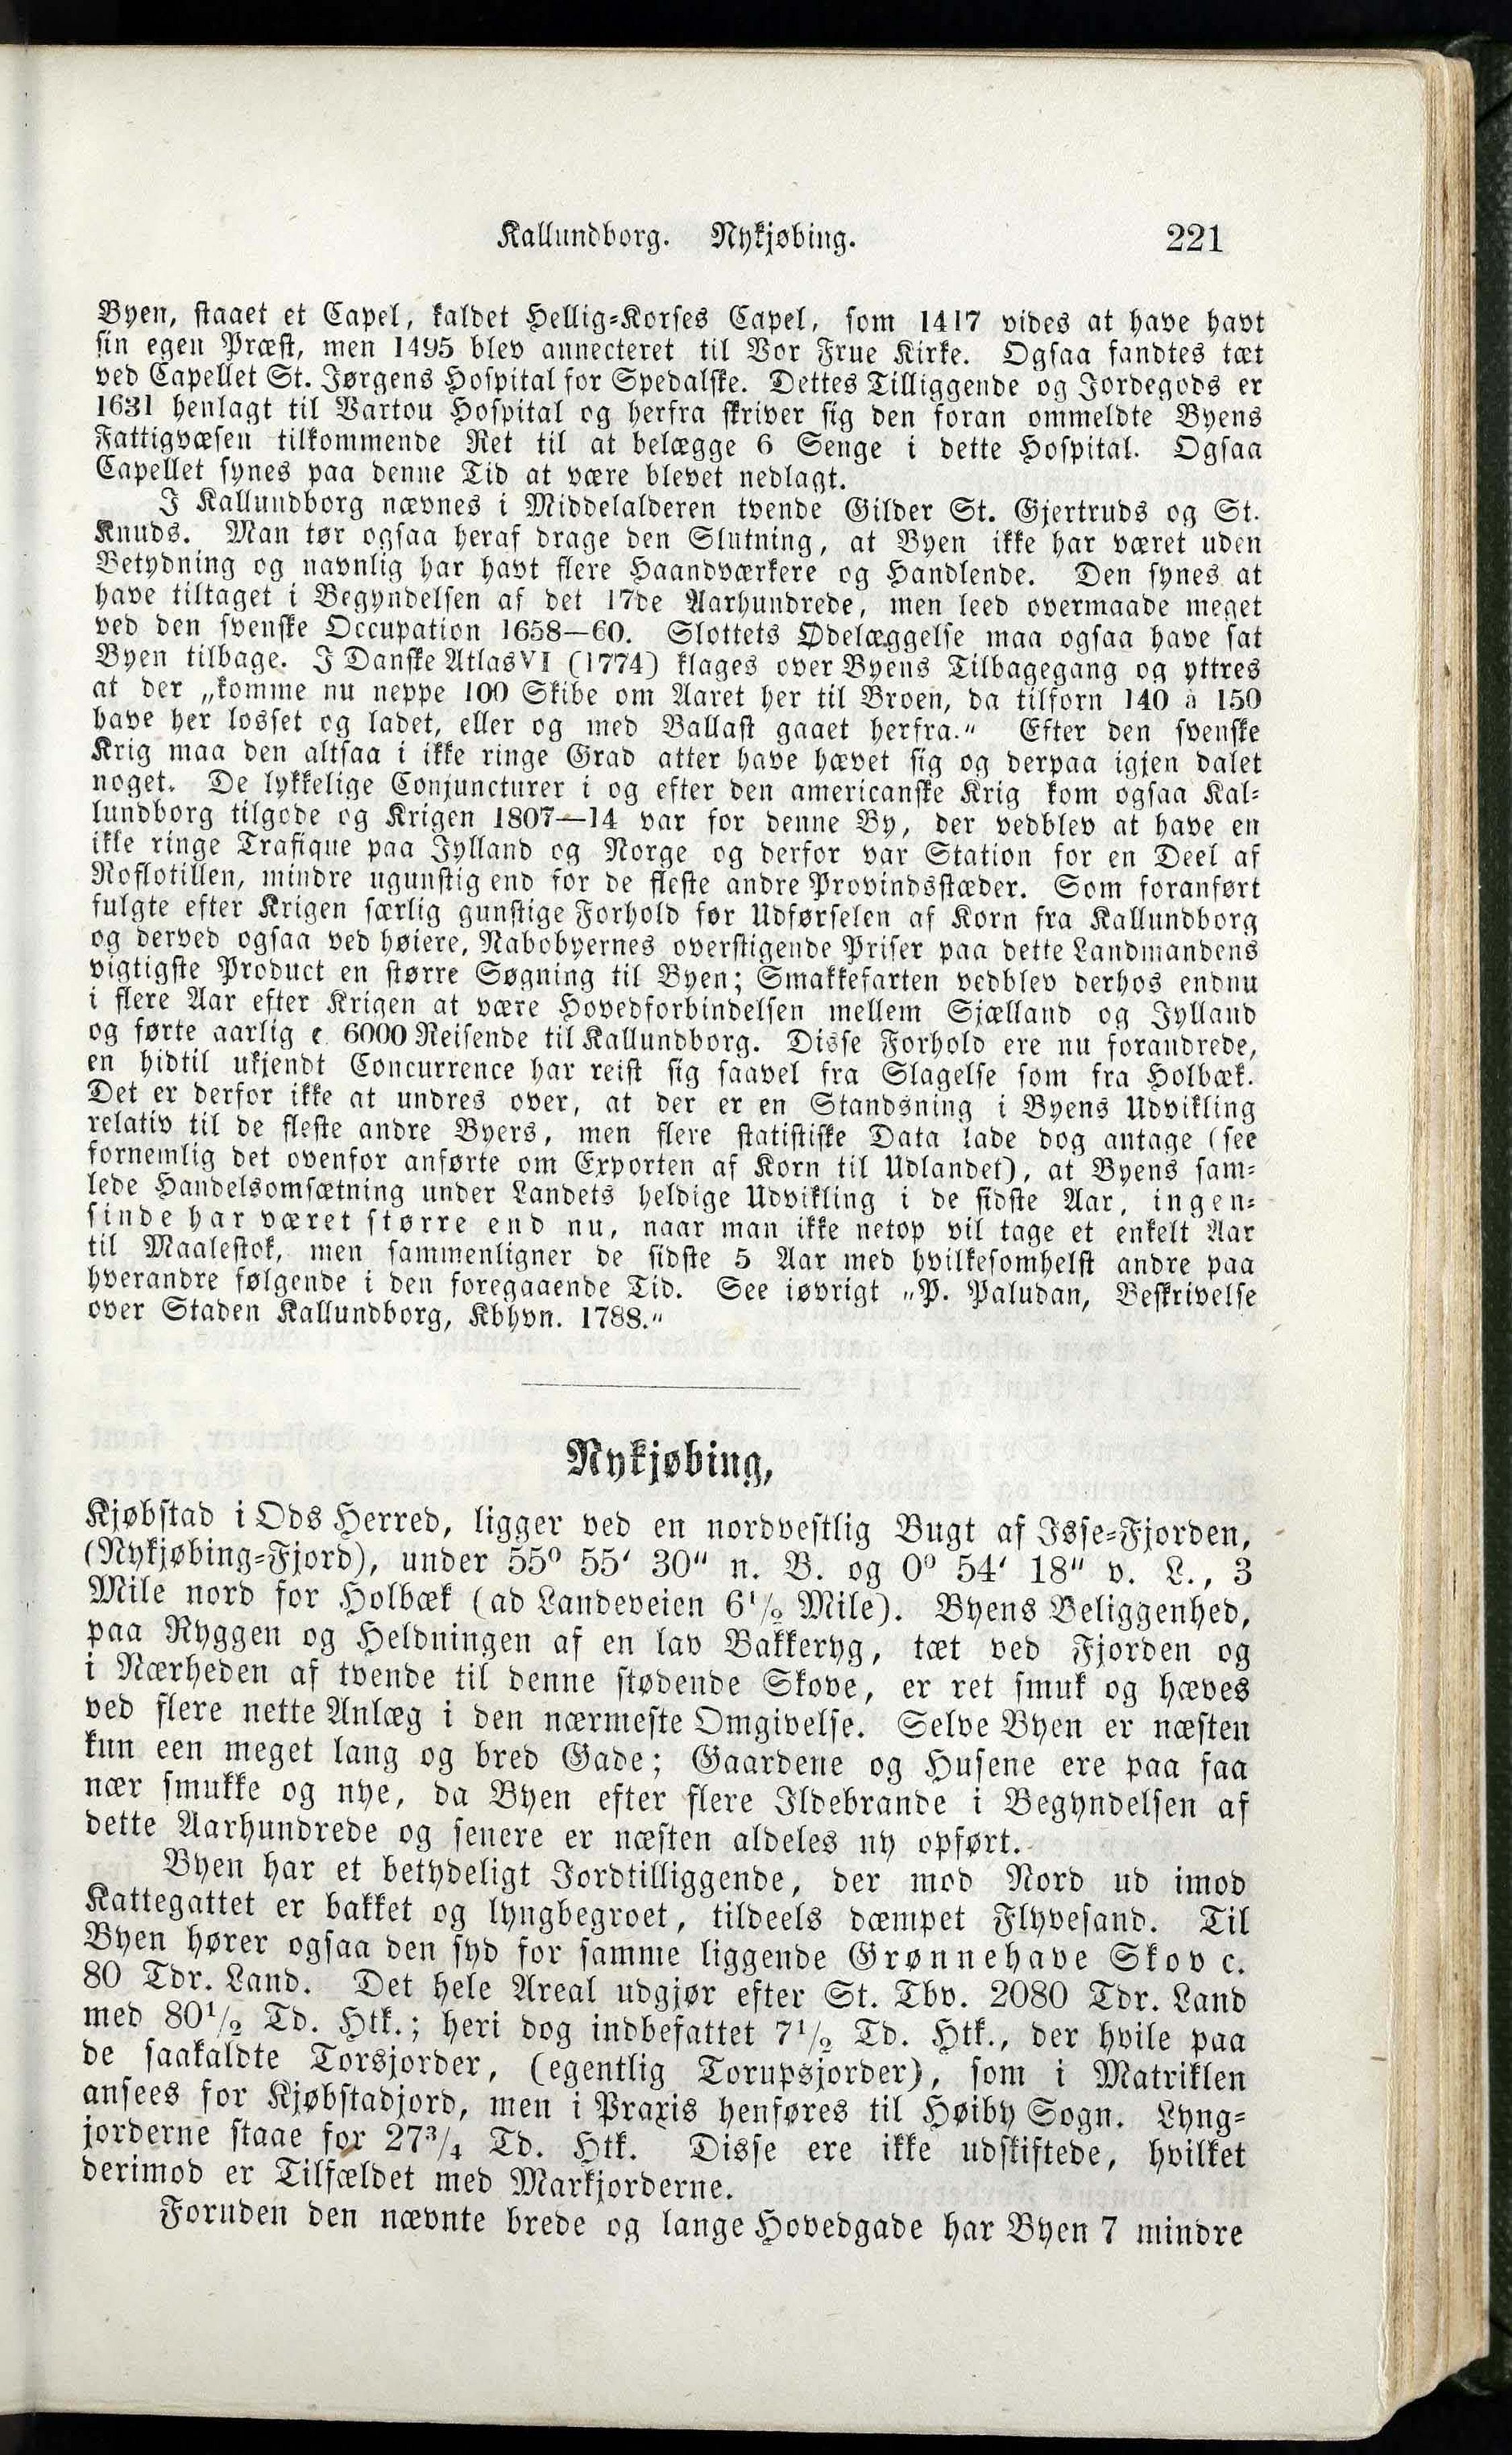 Kallundborg. Nykjøbing. 221
Byen, staaet et Capel, kaldet Hellig-Korses Capel, som 1417 vides at have havt
sin egen Præst, men 1495 blev annecteret til Vor Frue Kirke. Ogsaa fandtes tæt
ved Capellet St. Jørgens Hospital for Spedalske. Dettes Tilliggende og Jordegods er
1631 henlagt til Vartou Hospital og herfra skriver sig den foran ommeldte Byens
Fattigvæsen tilkommende Ret til at belægge 6 Senge i dette Hospital. Ogsaa
Capellet synes paa denne Tid at være blevet nedlagt.
I Kallundborg nævnes i Middelalderen tvende Gilder St. Gjertruds og St.
Knuds. Man tør ogsaa heraf drage den Slutning, at Byen ikke har været uden
Betydning og navnlig har havt flere Haandværkere og Handlende. Den synes at
have tiltaget i Begyndelsen af det 17de Aarhundrede, men leed overmaade meget
ved den svenske Occupation 1658—60. Slottets Ødelæggelse maa ogsaa have sat
Byen tilbage. I Danske Atlas VI (1774) klages over Byens Tilbagegang og yttres
at der „komme nu neppe 100 Skibe om Aaret her til Broen, da tilforn 140 à 150
have her losset og ladet, eller og med Ballast gaaet herfra.“ Efter den svenske
Krig maa den altsaa i ikke ringe Grad atter have hævet sig og derpaa igjen dalet
noget. De lykkelige Conjuncturer i og efter den americanske Krig kom ogsaa Kal-
lundborg tilgode og Krigen 1807—14 var for denne By, der vedblev at have en
ikke ringe Trafique paa Jylland og Norge og derfor var Station for en Deel af
Roflotillen, mindre ugunstig end for de fleste andre Provindsstæder. Som foranført
fulgte efter Krigen særlig gunstige Forhold for Udførselen af Korn fra Kallundborg
og derved ogsaa ved høiere, Nabobyernes overstigende Priser paa dette Landmandens
vigtigste Product en større Søgning til Byen; Smakkefarten vedblev derhos endnu
i flere Aar efter Krigen at være Hovedforbindelsen mellem Sjælland og Jylland
og førte aarlig c. 6000 Reisende til Kallundborg. Disse Forhold ere nu forandrede,
en hidtil ukjendt Concurrence har reist sig saavel fra Slagelse som fra Holbæk.
Det er derfor ikke at undres over, at der er en Standsning i Byens Udvikling
relativ til de fleste andre Byers, men flere statistiske Data lade dog antage (see
fornemlig det ovenfor anførte om Exporten af Korn til Udlandet), at Byens sam-
lede Handelsomsætning under Landets heldige Udvikling i de sidste Aar, ingen-
sinde har været større end nu, naar man ikke netop vil tage et enkelt Aar
til Maalestok, men sammenligner de sidste 5 Aar med hvilkesomhelst andre paa
hverandre følgende i den foregaaende Tid. See iøvrigt „P. Paludan, Beskrivelse
over Staden Kallundborg, Kbhvn. 1788.“
Nykjøbing,
Kjøbstad i Ods Herred, ligger ved en nordvestlig Bugt af Isse-Fjorden,
(Nykjøbing-Fjord), under 55° 55′ 30″ n. B. og 0° 54′ 18″ v. L., 3
Mile nord for Holbæk (ad Landeveien 6½ Mile). Byens Beliggenhed,
paa Ryggen og Heldningen af en lav Bakkeryg, tæt ved Fjorden og
i Nærheden af tvende til denne stødende Skove, er ret smuk og hæves
ved flere nette Anlæg i den nærmeste Omgivelse. Selve Byen er næsten
kun een meget lang og bred Gade; Gaardene og Husene ere paa faa
nær smukke og nye, da Byen efter flere Ildebrande i Begyndelsen af
dette Aarhundrede og senere er næsten aldeles ny opført.
Byen har et betydeligt Jordtilliggende, der mod Nord ud imod
Kattegattet er bakket og lyngbegroet, tildeels dæmpet Flyvesand. Til
Byen hører ogsaa den syd for samme liggende Grønnehave Skov c.
80 Tdr. Land. Det hele Areal udgjør efter St. Tbv. 2080 Tdr. Land
med 80½ Td. Htk.; heri dog indbefattet 7½ Td. Htk., der hvile paa
de saakaldte Torsjorder, (egentlig Torupsjorder), som i Matriklen
ansees for Kjøbstadjord, men i Praxis henføres til Høiby Sogn. Lyng-
jorderne staae for 27¾ Td. Htk. Disse ere ikke udskiftede, hvilket
derimod er Tilfældet med Markjorderne.
Foruden den nævnte brede og lange Hovedgade har Byen 7 mindre